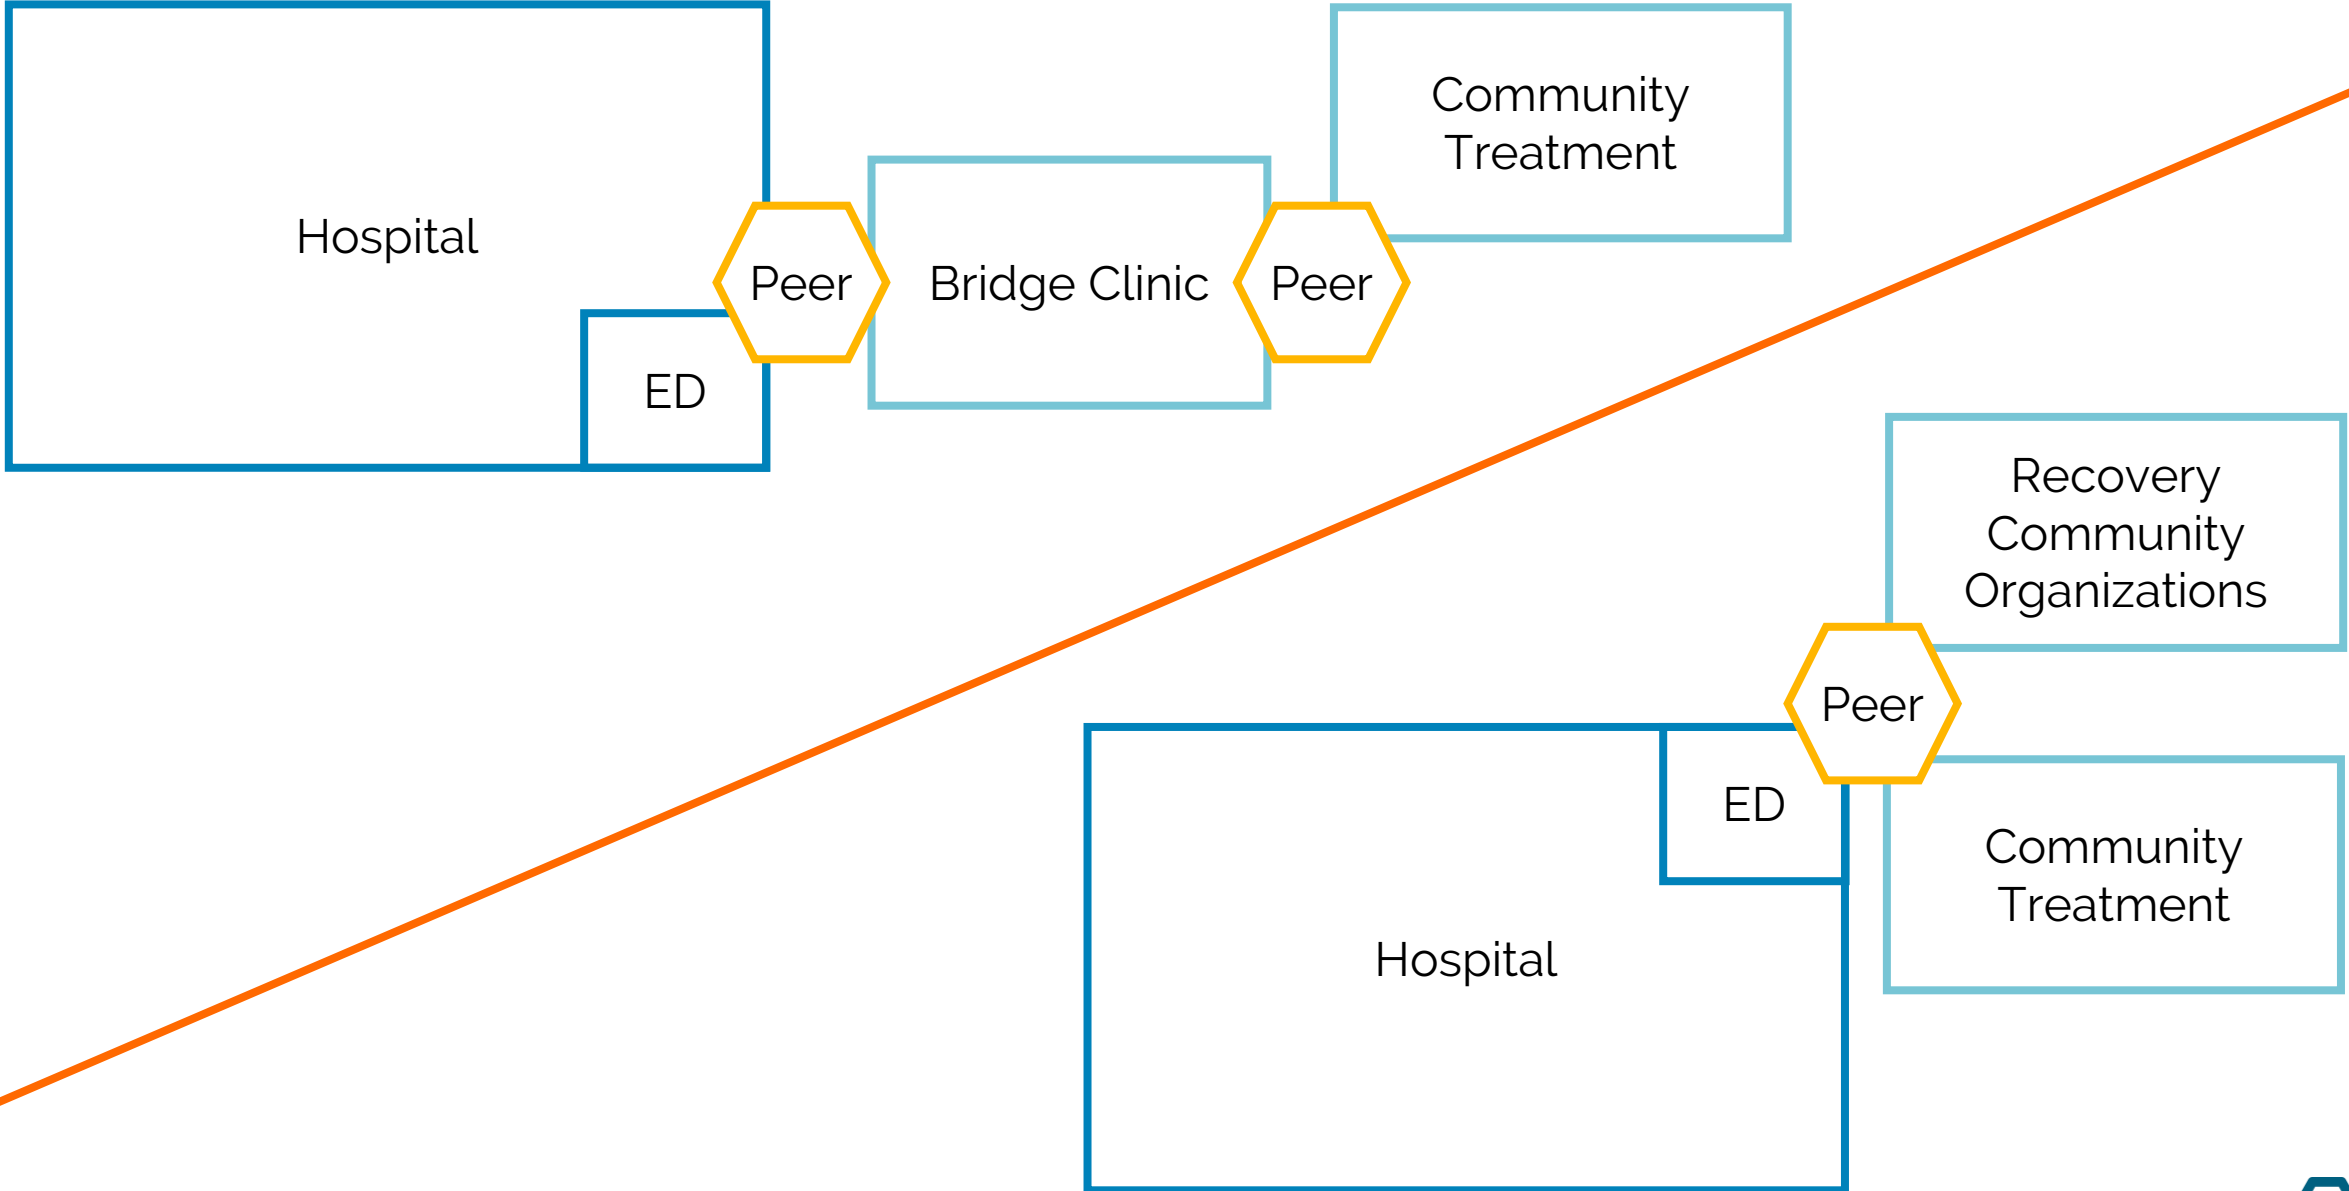 Hospital
ED
Peer
Bridge Clinic
Peer
Community
Treatment
Recovery
Community
Organizations
Peer
ED
Hospital
Community
Treatment